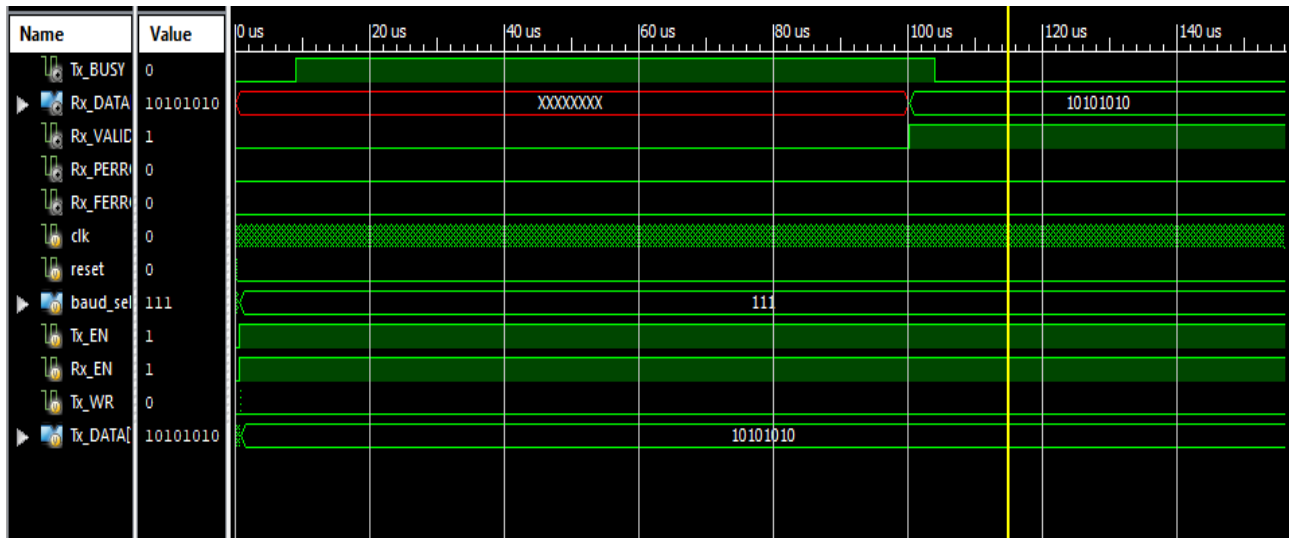 Name Value 0 us 20 us 40 us 60 us 80 us 100 us 120 us 140 us
Tx_BUSY 0
Rx_DATA 10101010 XXXXXXXX 10101010
Rx_VALID 1
Rx_PERR 0
Rx_FERR 0
clk 0
reset 0
baud_sel 111 111
Tx_EN 1
Rx_EN 1
Tx_WR 0
Tx_DATA[ 10101010 10101010